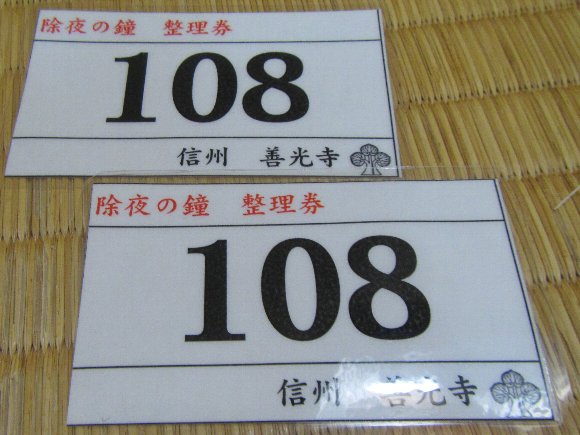 除夜の鐘　整理券
108
信州　善光寺
除夜の鐘　整理券
108
信州　善光寺